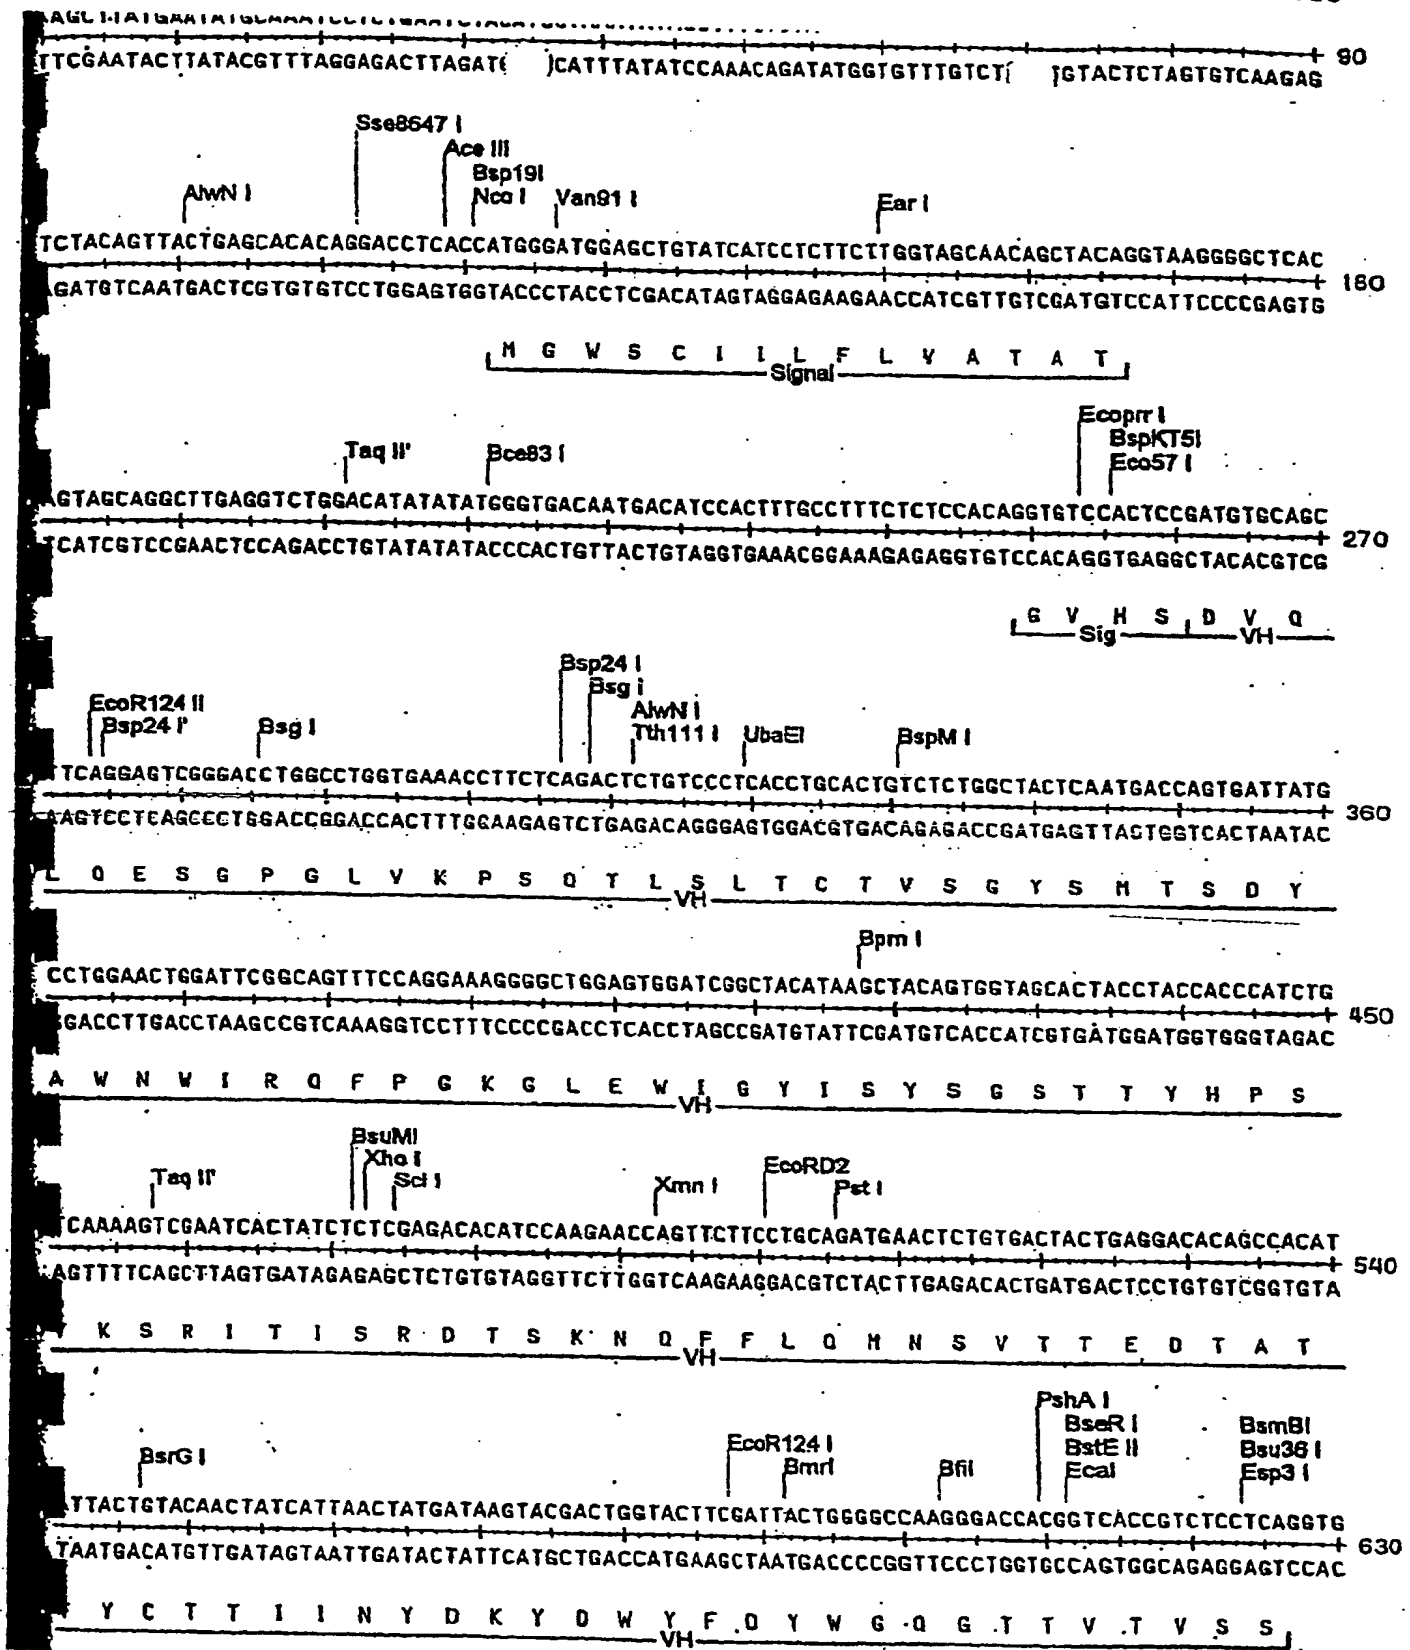 90
TTCGAATACTTATACGTTTAGGAGACTTAGAT( )CATTTATATCCAAACAGATATGGTGTTTGTCT[ ]GTACTCTAGTGTCAAGAG
Sse8647 I
Ace III
Bsp19I
AlwN I Nco I Van91 I Ear I
TCTACAGTTACTGAGCACACAGGACCTCACCATGGGATGGAGCTGTATCATCCTCTTCTTGGTAGCAACAGCTACAGGTAAGGGGCTCAC
180
AGATGTCAATGACTCGTGTGTCCTGGAGTGGTACCCTACCTCGACATAGTAGGAGAAGAACCATCGTTGTCGATGTCCATTCCCCGAGTG
M G W S C I I L F L V A T A T
Signal
Ecoprr I
BspKT5I
Taq II' Bce83 I Eco57 I
AGTAGCAGGCTTGAGGTCTGGACATATATATGGGTGACAATGACATCCACTTTGCCTTTCTCTCCACAGGTGTCCACTCCGATGTGCAGC
270
TCATCGTCCGAACTCCAGACCTGTATATATACCCACTGTTACTGTAGGTGAAACGGAAAGAGAGGTGTCCACAGGTGAGGCTACACGTCG
G V H S D V Q
Sig VH
Bsp24 I
Bsg i
EcoR124 II AlwN I
Bsp24 I' Bsg I Tth111 I UbaEI BspM I
TTCAGGAGTCGGGACCTGGCCTGGTGAAACCTTCTCAGACTCTGTCCCTCACCTGCACTGTCTCTGGCTACTCAATGACCAGTGATTATG
360
AAGTCCTCAGCCCTGGACCGGACCACTTTGGAAGAGTCTGAGACAGGGAGTGGACGTGACAGAGACCGATGAGTTACTGGTCACTAATAC
L Q E S G P G L V K P S Q T L S L T C T V S G Y S M T S D Y
VH
Bpm I
CCTGGAACTGGATTCGGCAGTTTCCAGGAAAGGGGCTGGAGTGGATCGGCTACATAAGCTACAGTGGTAGCACTACCTACCACCCATCTG
450
GGACCTTGACCTAAGCCGTCAAAGGTCCTTTCCCCGACCTCACCTAGCCGATGTATTCGATGTCACCATCGTGATGGATGGTGGGTAGAC
A W N W I R Q F P G K G L E W I G Y I S Y S G S T T Y H P S
VH
BsuMI
Xho I EcoRD2
Taq II' Sci I Xmn I Pst I
TCAAAAGTCGAATCACTATCTCTCGAGACACATCCAAGAACCAGTTCTTCCTGCAGATGAACTCTGTGACTACTGAGGACACAGCCACAT
540
AGTTTTCAGCTTAGTGATAGAGAGCTCTGTGTAGGTTCTTGGTCAAGAAGGACGTCTACTTGAGACACTGATGACTCCTGTGTCGGTGTA
K S R I T I S R D T S K N Q F F L Q M N S V T T E D T A T
VH
PshA I
EcoR124 I BseR I BsmBI
BsrG I BstE II Bsu36 I
BmrI BfiI EcaI Esp3 I
ATTACTGTACAACTATCATTAACTATGATAAGTACGACTGGTACTTCGATTACTGGGGCCAAGGGACCACGGTCACCGTCTCCTCAGGTG
630
TAATGACATGTTGATAGTAATTGATACTATTCATGCTGACCATGAAGCTAATGACCCCGGTTCCCTGGTGCCAGTGGCAGAGGAGTCCAC
Y C T T I I N Y D K Y D W Y F D Y W G Q G T T V T V S S
VH